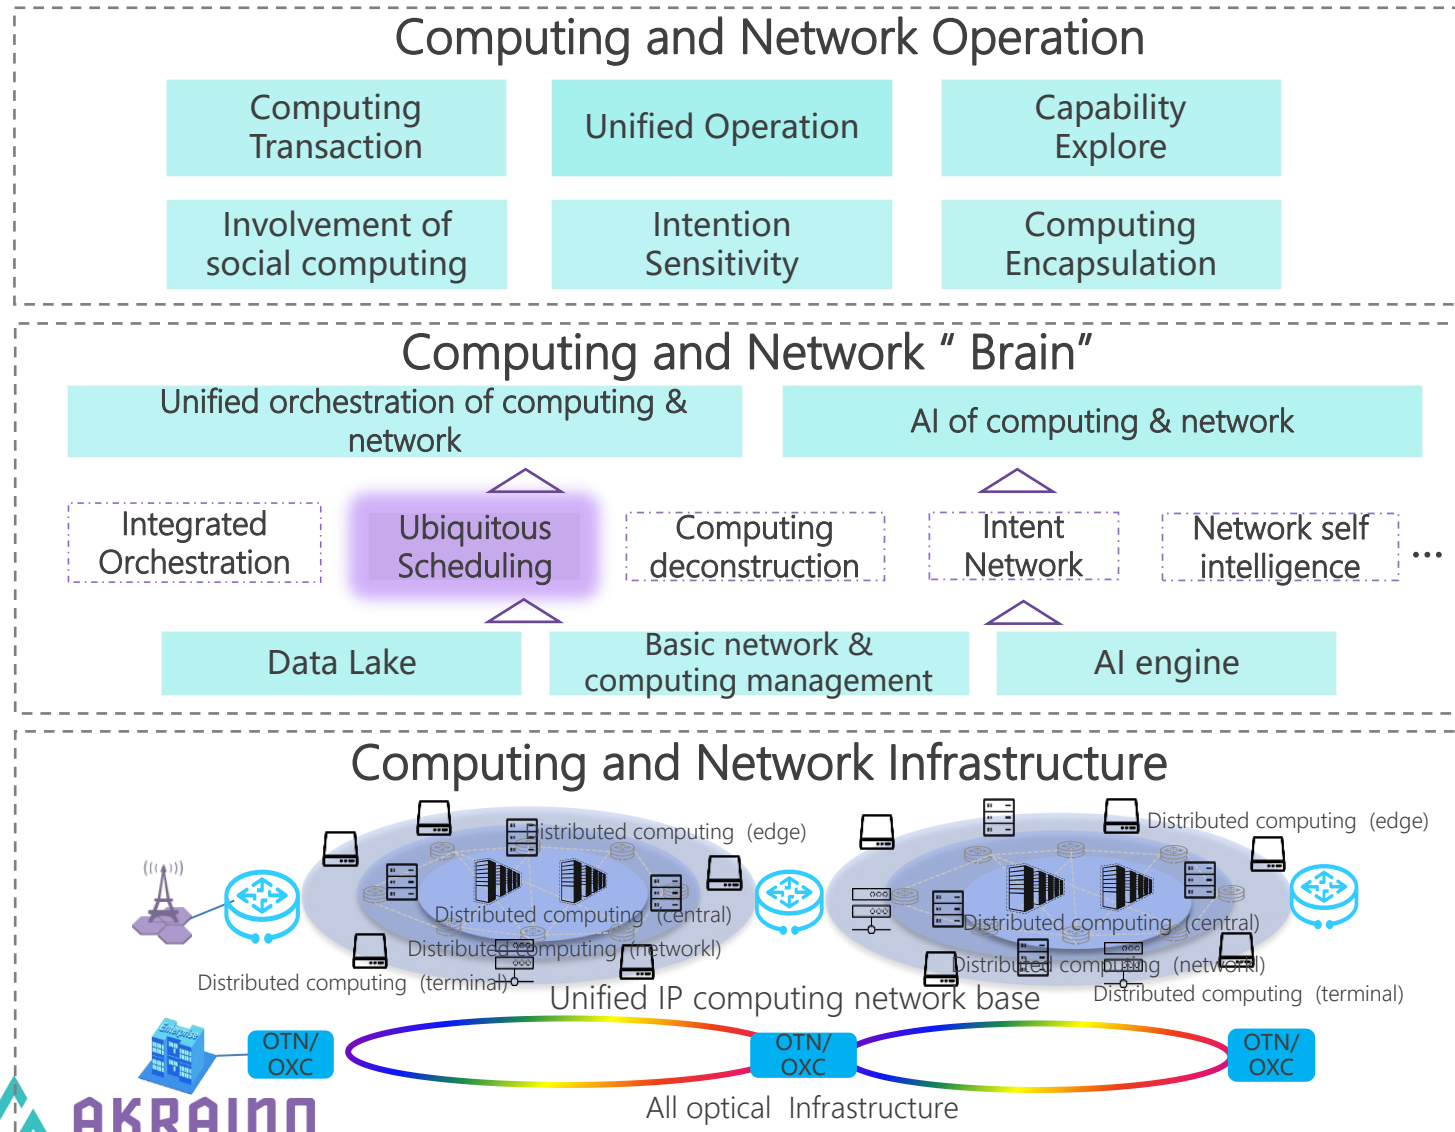 Computing and Network Operation
Computing
Transaction
Unified Operation
Capability
Explore
Involvement of
social computing
Intention
Sensitivity
Computing
Encapsulation
Computing and Network “ Brain”
Unified orchestration of computing &
network
AI of computing & network
Integrated
Orchestration
Ubiquitous
Scheduling
Computing
deconstruction
Intent
Network
Network self
intelligence
...
Data Lake
Basic network &
computing management
AI engine
Computing and Network Infrastructure
Distributed computing (edge)
Distributed computing (edge)
Distributed computing (central)
Distributed computing (central)
Distributed computing (networkl)
Distributed computing (networkl)
Distributed computing (terminal)
Distributed computing (terminal)
Unified IP computing network base
Enterprise
OTN/
OXC
OTN/
OXC
OTN/
OXC
All optical Infrastructure
AKRAINO